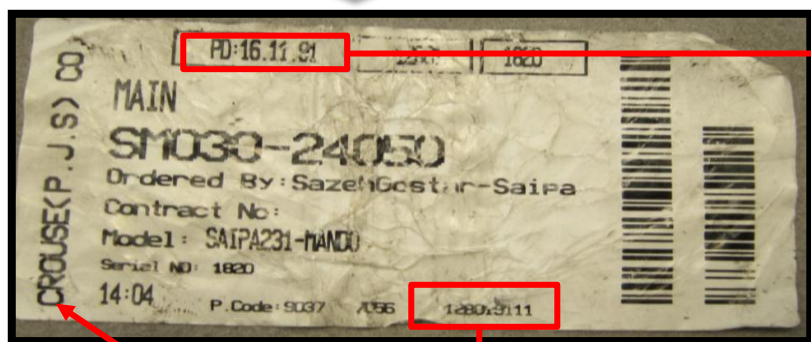 PD:16.11.91 1820
MAIN
SM030-24050
Ordered By:SazehGostar-Saipa
Contract No:
Model: SAIPA231-MANDO
Serial NO: 1820
14:04 P.Code:9037
CROUSE(P.J.S) CO,